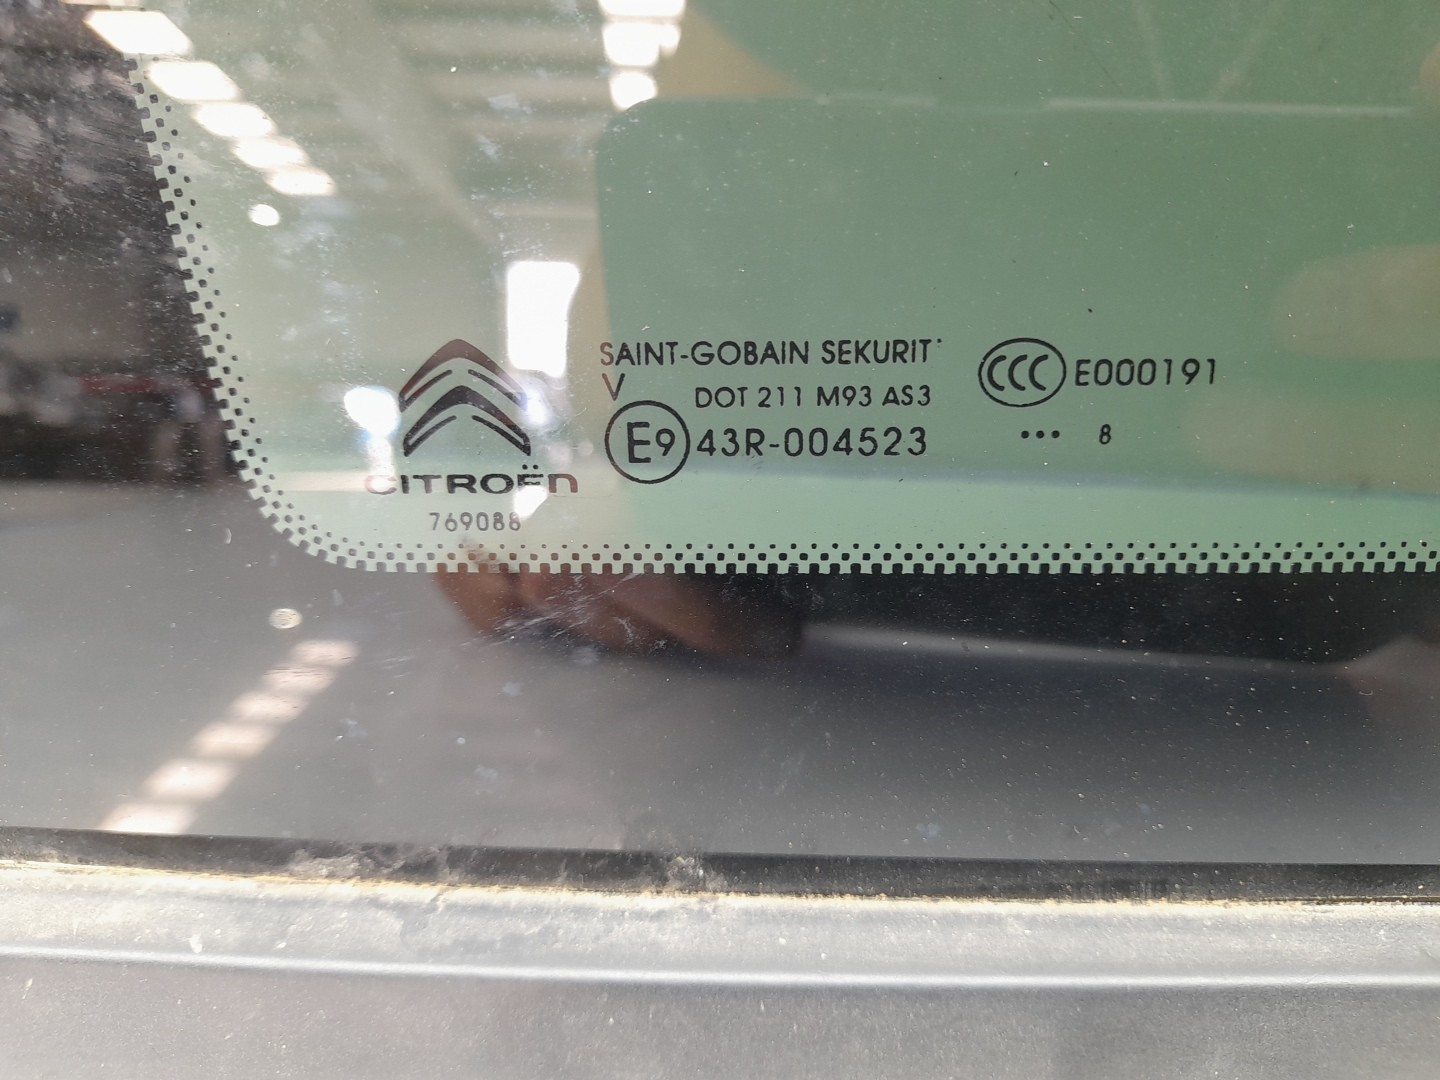 SAINT-GOBAIN SEKURIT
V
DOT 211 M93 AS3
E9 43R-004523
CCC E000191
... 8
CITROËN
769088